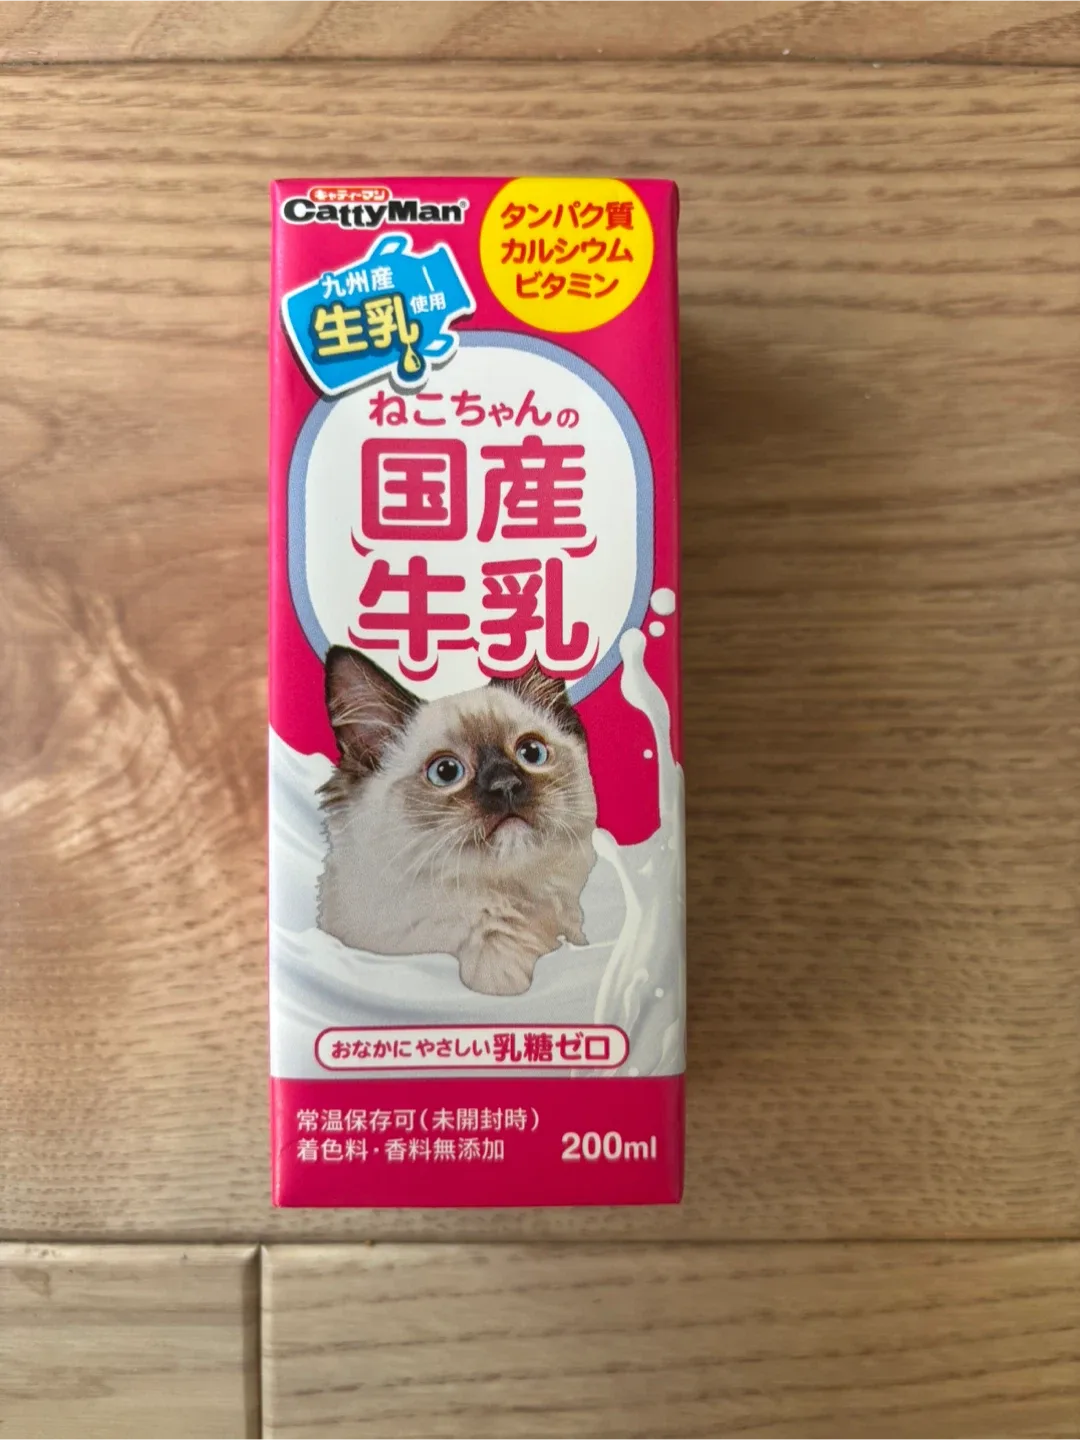 キャティーマン
CattyMan®
タンパク質
カルシウム
ビタミン
九州産
生乳使用
ねこちゃんの
国産
牛乳
おなかにやさしい乳糖ゼロ
常温保存可(未開封時)
着色料・香料無添加
200ml